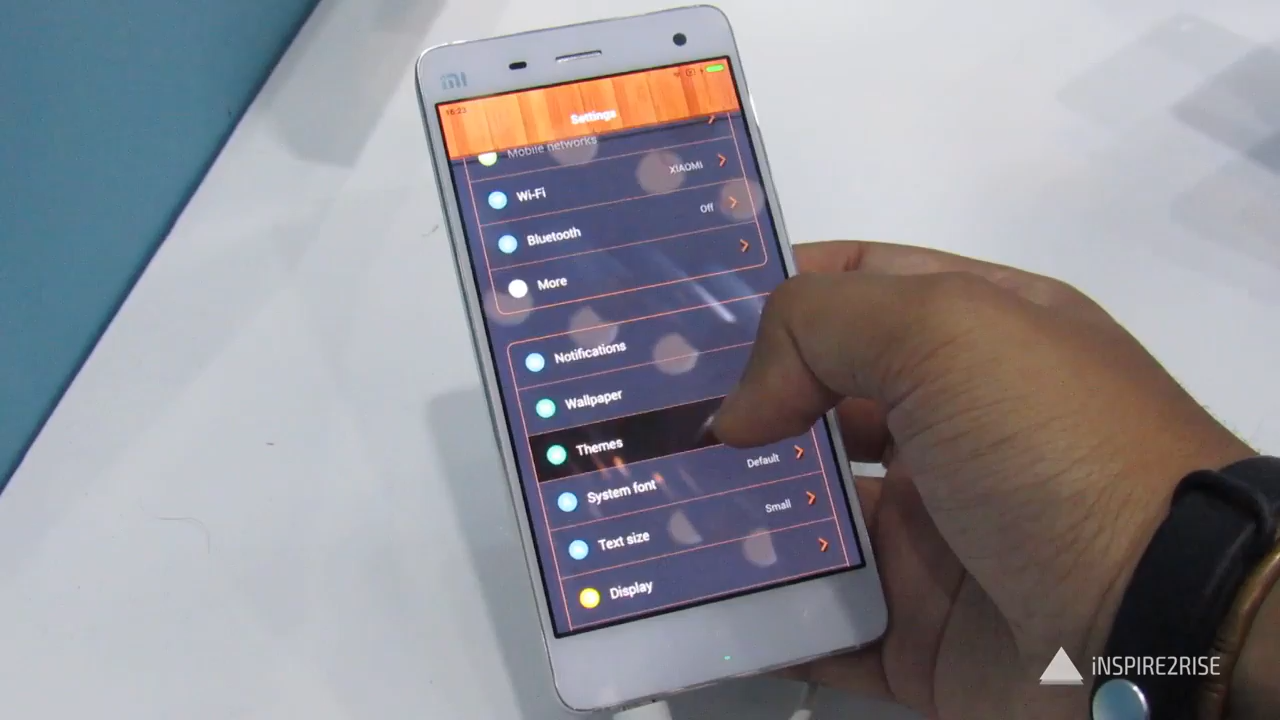 mi
16:23
Settings
Mobile networks
Wi-Fi XIAOMI
Bluetooth Off
More
Notifications
Wallpaper
Themes
System font Default
Text size Small
Display
iNSPIRE2RISE